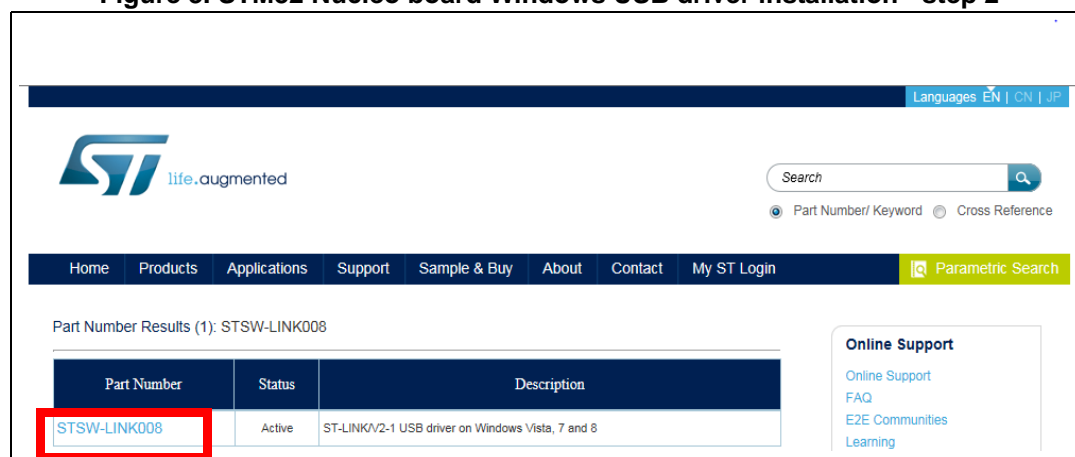 Languages EN | CN | JP
ST life.augmented
Search
Part Number/ Keyword Cross Reference
Home Products Applications Support Sample & Buy About Contact My ST Login Parametric Search
Part Number Results (1): STSW-LINK008
Online Support
Part Number Status Description
Online Support
FAQ
STSW-LINK008 Active ST-LINK/V2-1 USB driver on Windows Vista, 7 and 8
E2E Communities
Learning